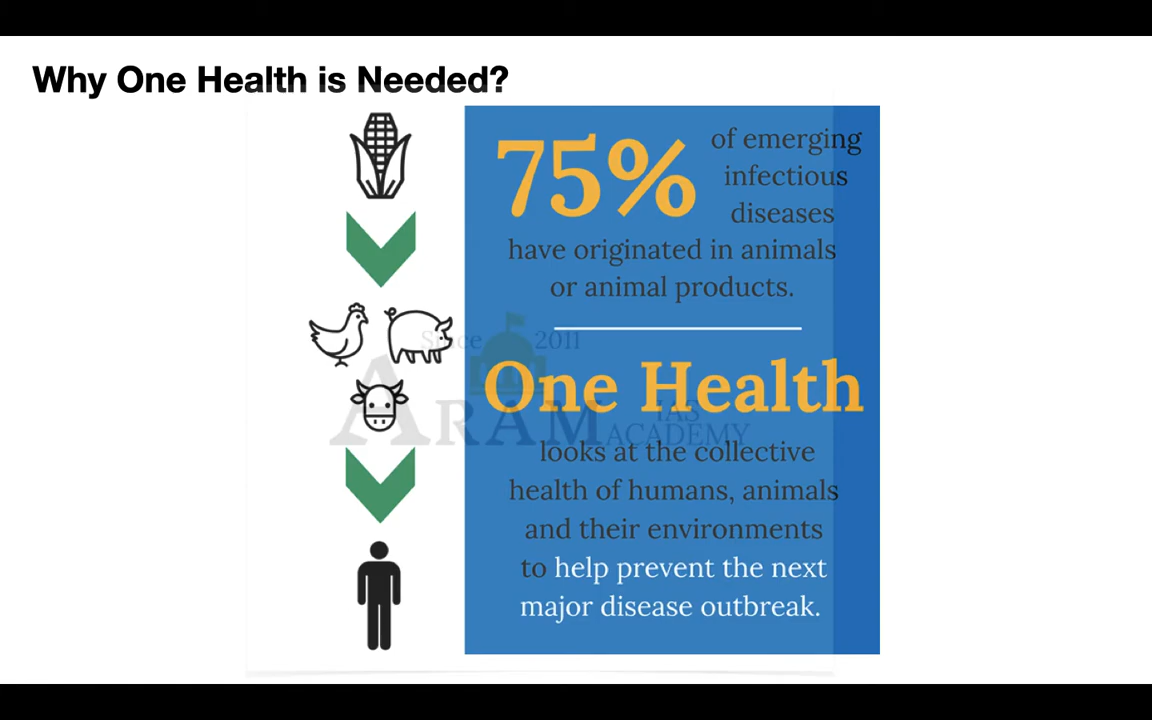 Why One Health is Needed?
75% of emerging
infectious
diseases
have originated in animals
or animal products.
Since 2011
One Health
ARAM IAS
ACADEMY
looks at the collective
health of humans, animals
and their environments
to help prevent the next
major disease outbreak.